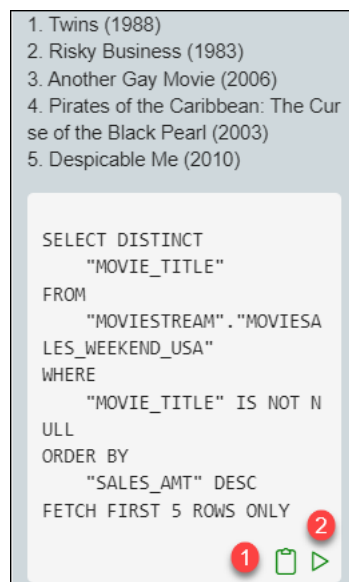 1. Twins (1988)
2. Risky Business (1983)
3. Another Gay Movie (2006)
4. Pirates of the Caribbean: The Cur
se of the Black Pearl (2003)
5. Despicable Me (2010)
SELECT DISTINCT
    "MOVIE_TITLE"
FROM
    "MOVIESTREAM"."MOVIESA
LES_WEEKEND_USA"
WHERE
    "MOVIE_TITLE" IS NOT N
ULL
ORDER BY
    "SALES_AMT" DESC
FETCH FIRST 5 ROWS ONLY
2
1